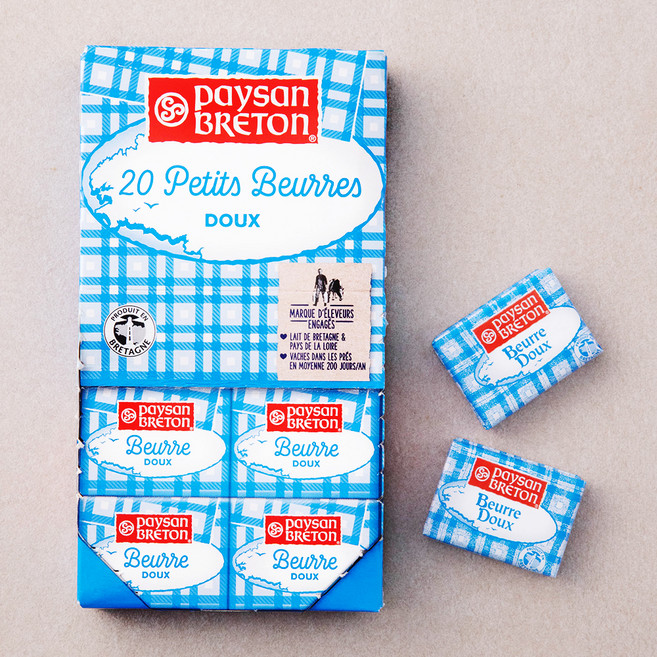 paysan
BRETON®
20 Petits Beurres
DOUX
MARQUE D'ÉLEVEURS
ENGAGÉS
LAIT DE BRETAGNE &
PAYS DE LA LOIRE
VACHES DANS LES PRÉS
EN MOYENNE 200 JOURS/AN
PRODUIT EN
BRETAGNE
paysan
BRETON
Beurre
DOUX
paysan
BRETON
Beurre
DOUX
paysan
BRETON
Beurre
DOUX
paysan
BRETON
Beurre
DOUX
paysan
BRETON
Beurre
Doux
paysan
BRETON
Beurre
Doux